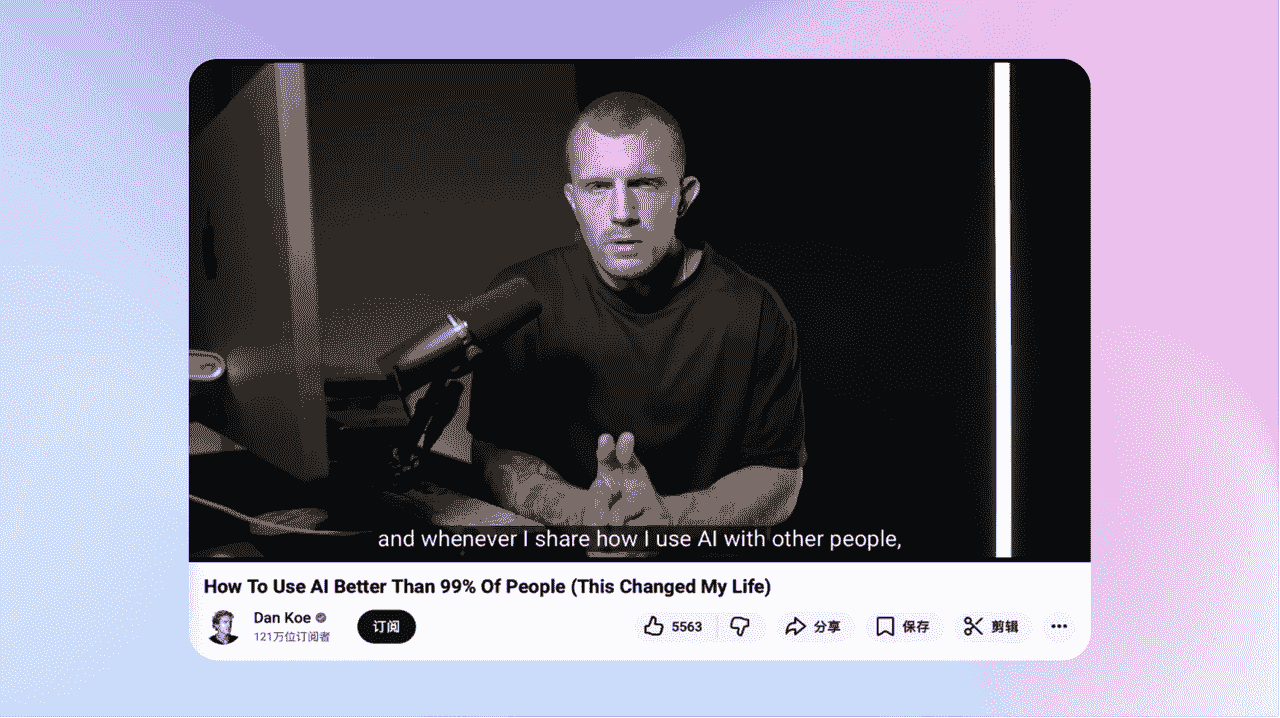 and whenever I share how I use AI with other people,
How To Use AI Better Than 99% Of People (This Changed My Life)
Dan Koe
121万位订阅者
订阅
5563
分享
保存
剪辑